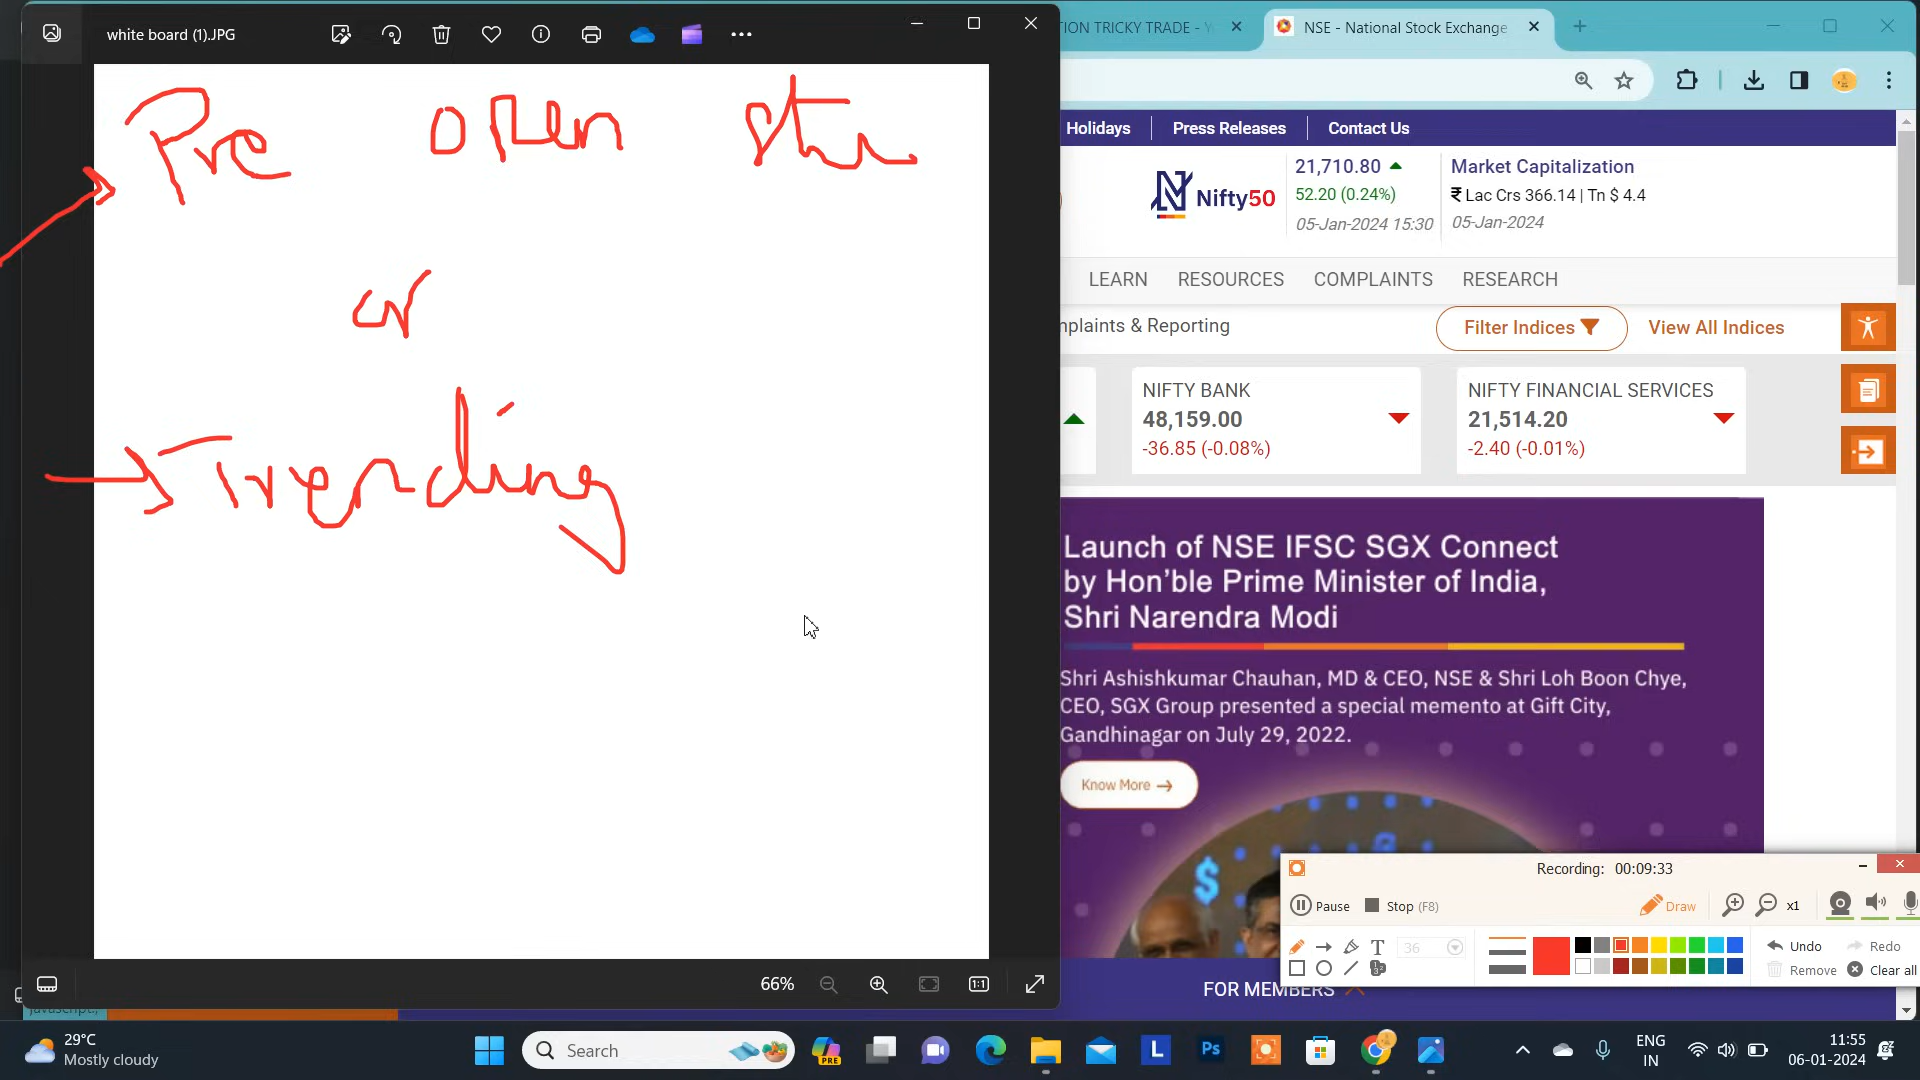 white board (1).JPG
Pre open str
or
Trending
66%
TION TRICKY TRADE - Y
NSE - National Stock Exchange
Holidays
Press Releases
Contact Us
Nifty50
21,710.80
52.20 (0.24%)
05-Jan-2024 15:30
Market Capitalization
₹ Lac Crs 366.14 | Tn $ 4.4
05-Jan-2024
LEARN
RESOURCES
COMPLAINTS
RESEARCH
mplaints & Reporting
Filter Indices
View All Indices
NIFTY BANK
48,159.00
-36.85 (-0.08%)
NIFTY FINANCIAL SERVICES
21,514.20
-2.40 (-0.01%)
Launch of NSE IFSC SGX Connect
by Hon’ble Prime Minister of India,
Shri Narendra Modi
Shri Ashishkumar Chauhan, MD & CEO, NSE & Shri Loh Boon Chye,
CEO, SGX Group presented a special memento at Gift City,
Gandhinagar on July 29, 2022.
Know More
FOR MEMBERS
Recording: 00:09:33
Pause
Stop (F8)
Draw
x1
36
Undo
Redo
Remove
Clear all
29°C
Mostly cloudy
Search
PRE
L
Ps
ENG
IN
11:55
06-01-2024